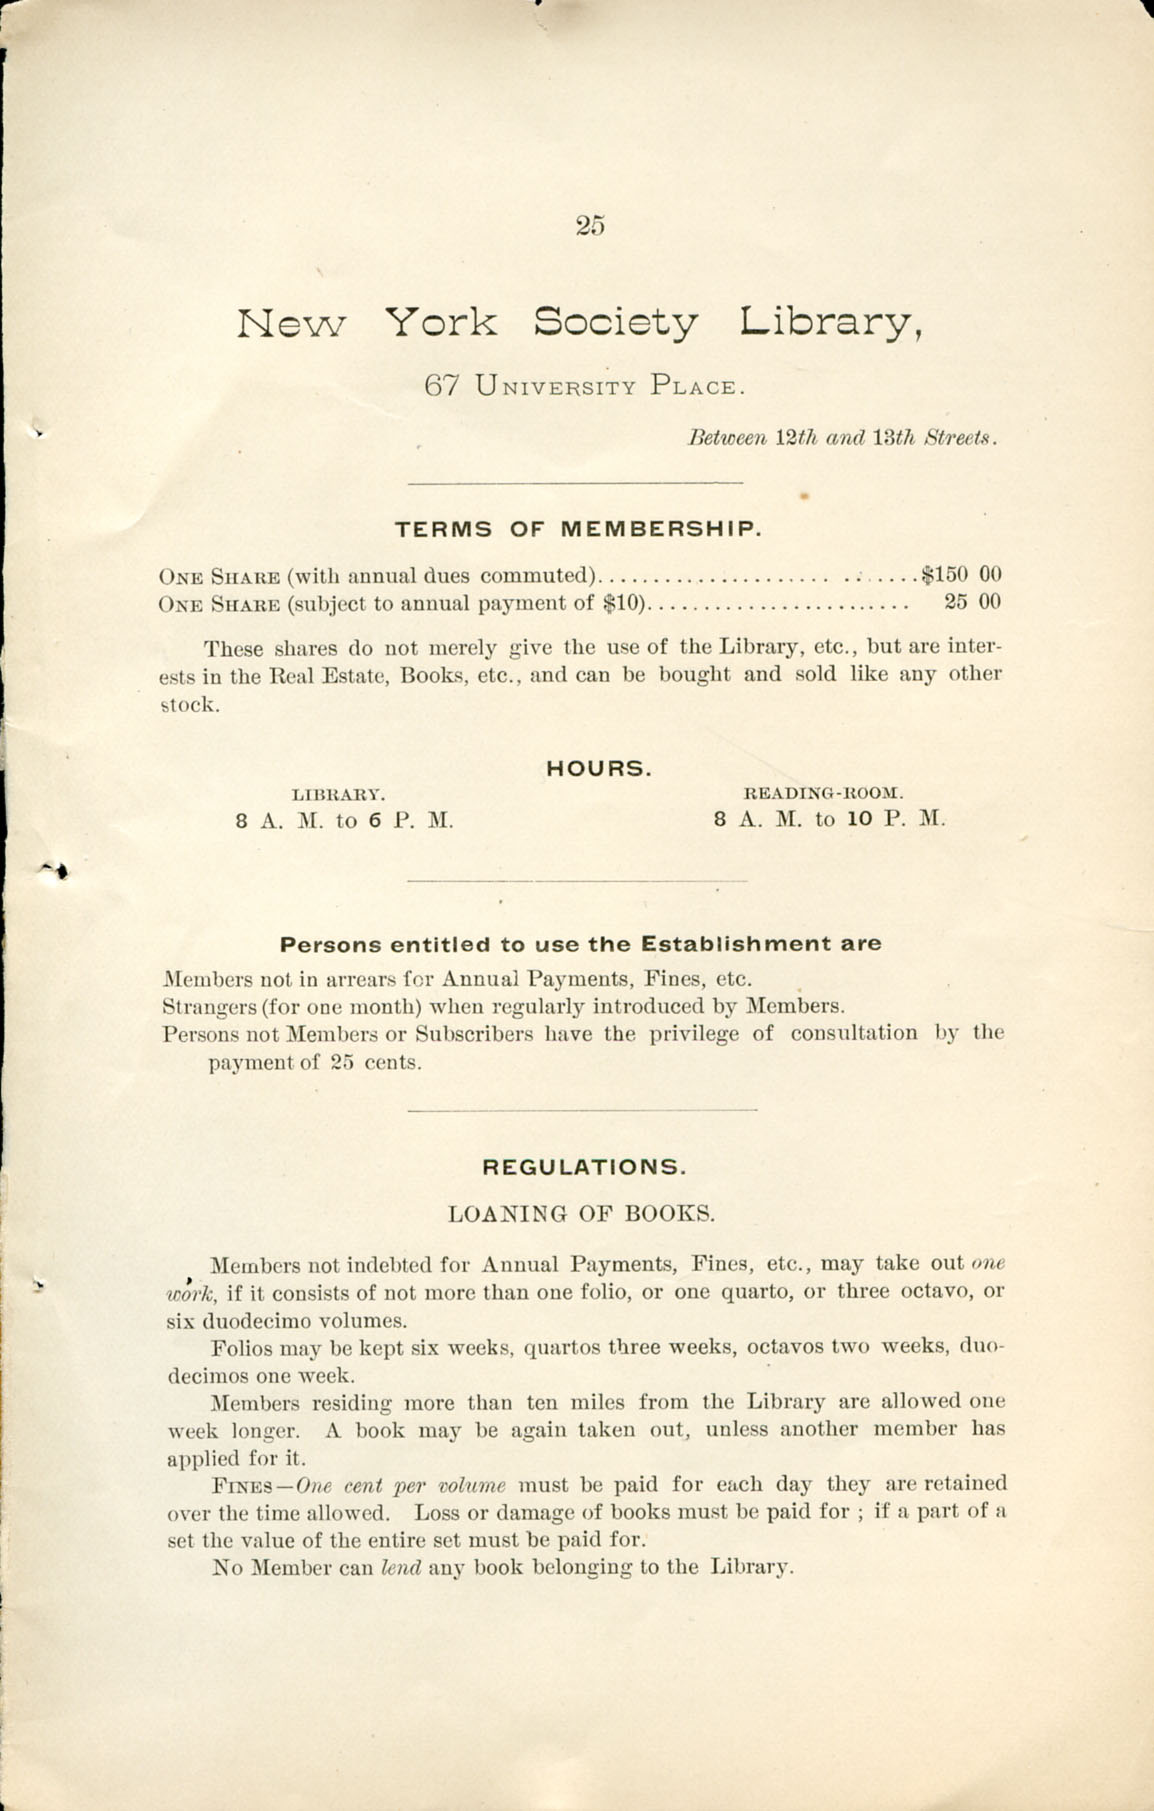 25
New York Society Library,
67 University Place.
Between 12th and 13th Streets.
TERMS OF MEMBERSHIP.
One Share (with annual dues commuted)..............................$150 00
One Share (subject to annual payment of $10)........................ 25 00
These shares do not merely give the use of the Library, etc., but are inter-
ests in the Real Estate, Books, etc., and can be bought and sold like any other
stock.
HOURS.
LIBRARY. READING-ROOM.
8 A. M. to 6 P. M. 8 A. M. to 10 P. M.
Persons entitled to use the Establishment are
Members not in arrears for Annual Payments, Fines, etc.
Strangers (for one month) when regularly introduced by Members.
Persons not Members or Subscribers have the privilege of consultation by the
payment of 25 cents.
REGULATIONS.
LOANING OF BOOKS.
Members not indebted for Annual Payments, Fines, etc., may take out one
work, if it consists of not more than one folio, or one quarto, or three octavo, or
six duodecimo volumes.
Folios may be kept six weeks, quartos three weeks, octavos two weeks, duo-
decimos one week.
Members residing more than ten miles from the Library are allowed one
week longer. A book may be again taken out, unless another member has
applied for it.
Fines—One cent per volume must be paid for each day they are retained
over the time allowed. Loss or damage of books must be paid for ; if a part of a
set the value of the entire set must be paid for.
No Member can lend any book belonging to the Library.